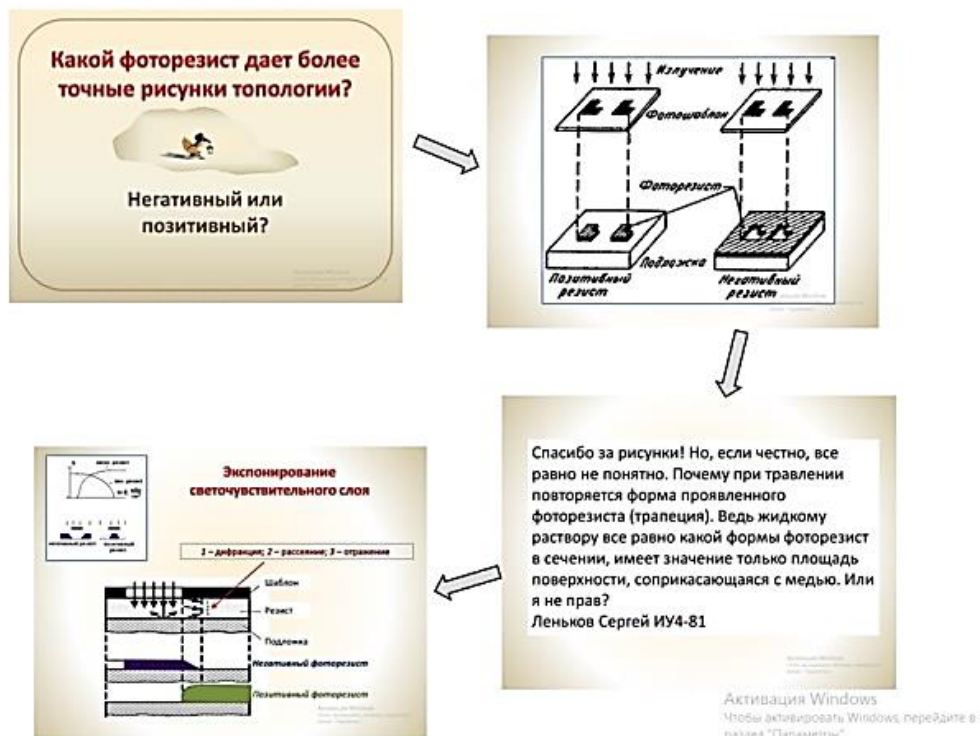 Какой фоторезист дает более
точные рисунки топологии?
Негативный или
позитивный?
Излучение
Фотошаблон
Фоторезист
Подложка
Позитивный
резист
Негативный
резист
Спасибо за рисунки! Но, если честно, все
равно не понятно. Почему при травлении
повторяется форма проявленного
фоторезиста (трапеция). Ведь жидкому
раствору все равно какой формы фоторезист
в сечении, имеет значение только площадь
поверхности, соприкасающаяся с медью. Или
я не прав?
Леньков Сергей ИУ4-81
Экспонирование
светочувствительного слоя
1 – дифракция; 2 – рассеяние; 3 – отражение
Шаблон
Резист
Подложка
Негативный фоторезист
Позитивный фоторезист
Активация Windows
Чтобы активировать Windows, перейдите в
раздел "Параметры".